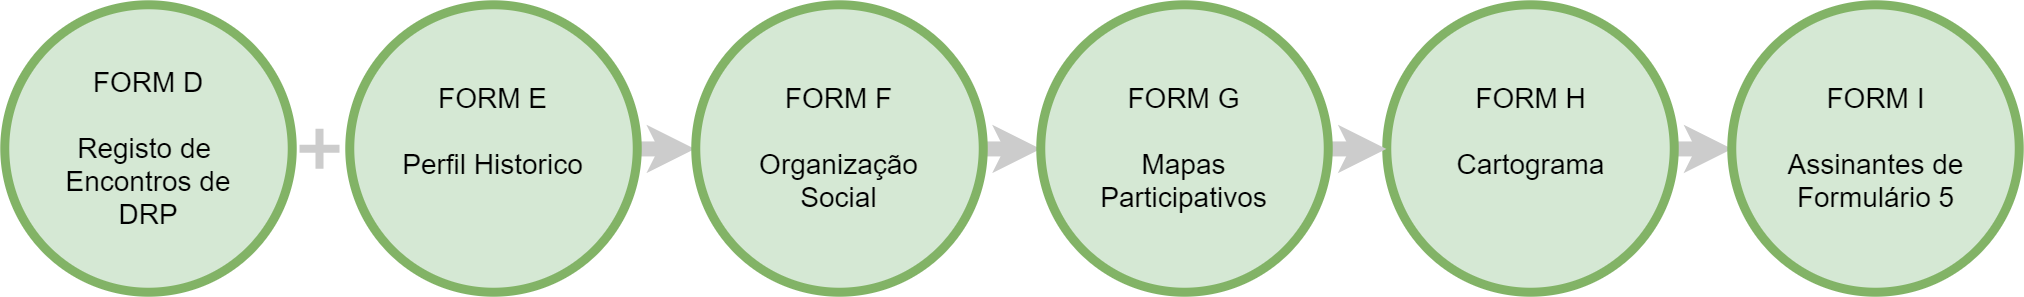 FORM D
Registo de
Encontros de
DRP
FORM E
Perfil Historico
FORM F
Organização
Social
FORM G
Mapas
Participativos
FORM H
Cartograma
FORM I
Assinantes de
Formulário 5